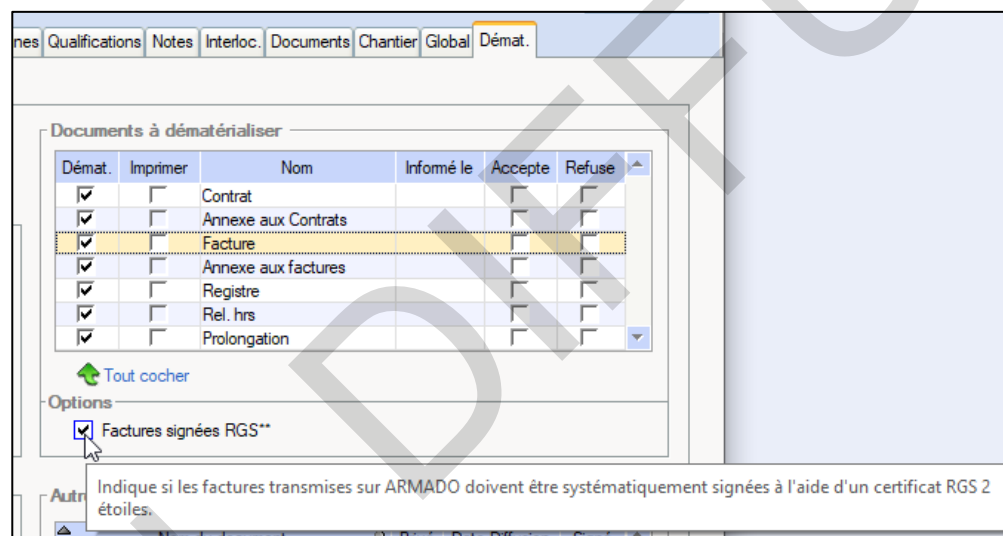 nes Qualifications Notes Interloc. Documents Chantier Global Démat.
Documents à dématérialiser
Démat. Imprimer Nom Informé le Accepte Refuse
Contrat
Annexe aux Contrats
Facture
Annexe aux factures
Registre
Rel. hrs
Prolongation
Tout cocher
Options
Factures signées RGS**
Indique si les factures transmises sur ARMADO doivent être systématiquement signées à l'aide d'un certificat RGS 2
étoiles.
Autr
DIFFU